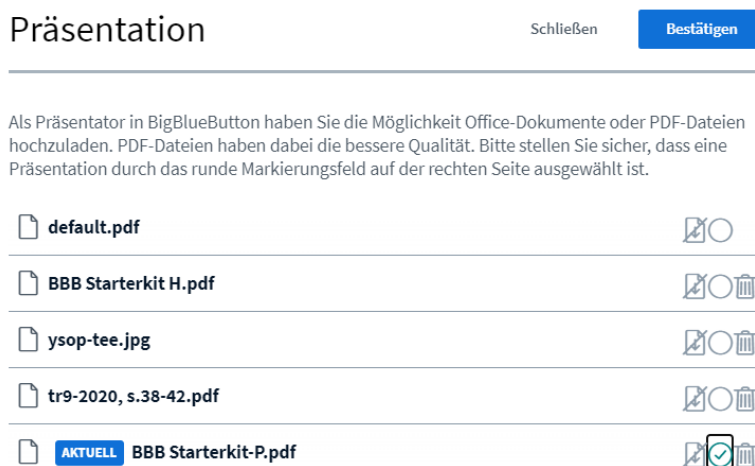 Präsentation
Schließen
Bestätigen
Als Präsentator in BigBlueButton haben Sie die Möglichkeit Office-Dokumente oder PDF-Dateien
hochzuladen. PDF-Dateien haben dabei die bessere Qualität. Bitte stellen Sie sicher, dass eine
Präsentation durch das runde Markierungsfeld auf der rechten Seite ausgewählt ist.
default.pdf
BBB Starterkit H.pdf
ysop-tee.jpg
tr9-2020, s.38-42.pdf
AKTUELL BBB Starterkit-P.pdf